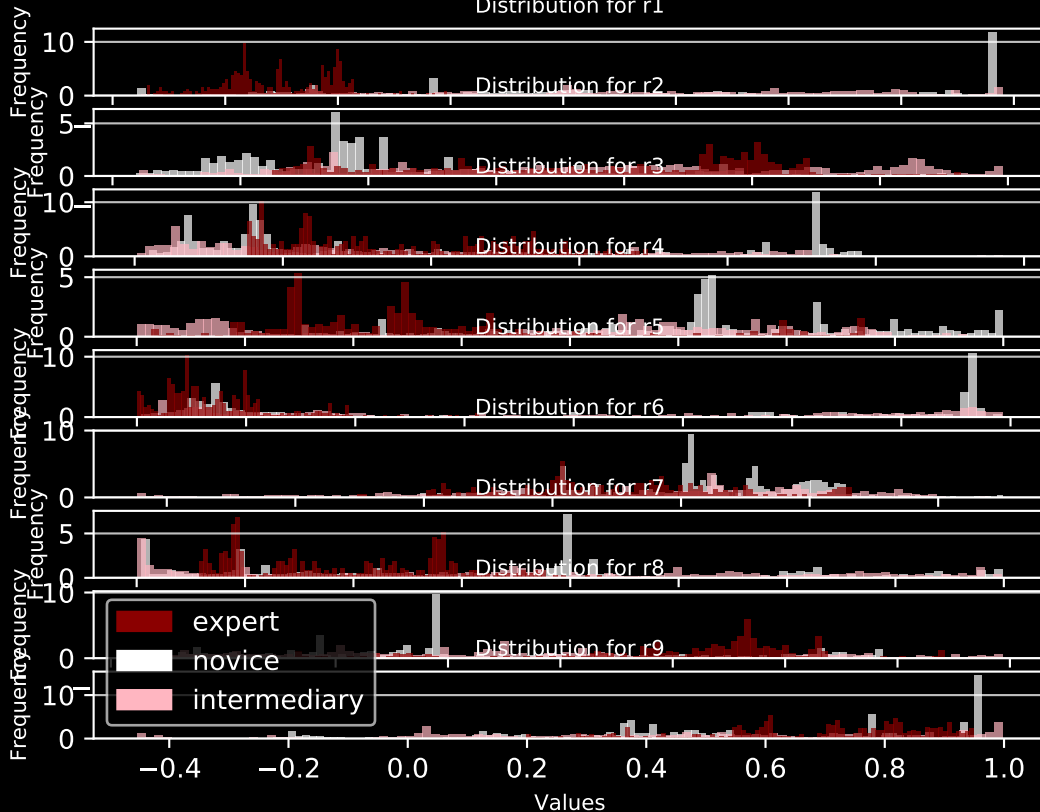 Distribution for r1
Frequency
10
0
Distribution for r2
Frequency
5
0
Distribution for r3
Frequency
10
0
Distribution for r4
Frequency
5
0
Distribution for r5
Frequency
10
0
Distribution for r6
Frequency
10
0
Distribution for r7
Frequency
5
0
Distribution for r8
Frequency
10
0
Distribution for r9
Frequency
10
0
expert
novice
intermediary
−0.4 −0.2 0.0 0.2 0.4 0.6 0.8 1.0
Values